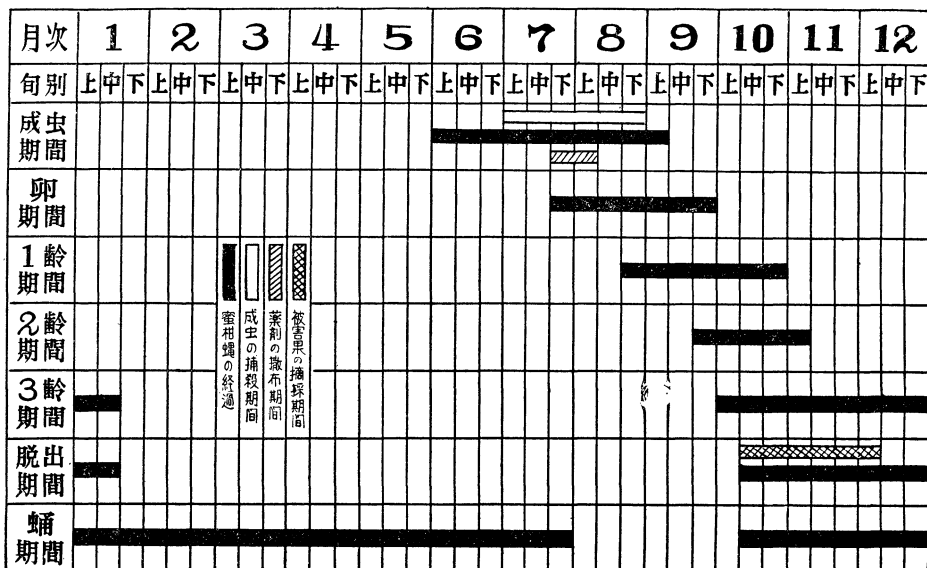 月次 1 2 3 4 5 6 7 8 9 10 11 12
旬別 上 中 下 上 中 下 上 中 下 上 中 下 上 中 下 上 中 下 上 中 下 上 中 下 上 中 下 上 中 下 上 中 下 上 中 下
成虫
期間
卵
期間
1齢
期間
2齢
期間
3齢
期間
脱出
期間
蛹
期間
蜜柑蠅の経過
成虫の捕殺期間
薬剤の撒布期間
被害果の摘採期間